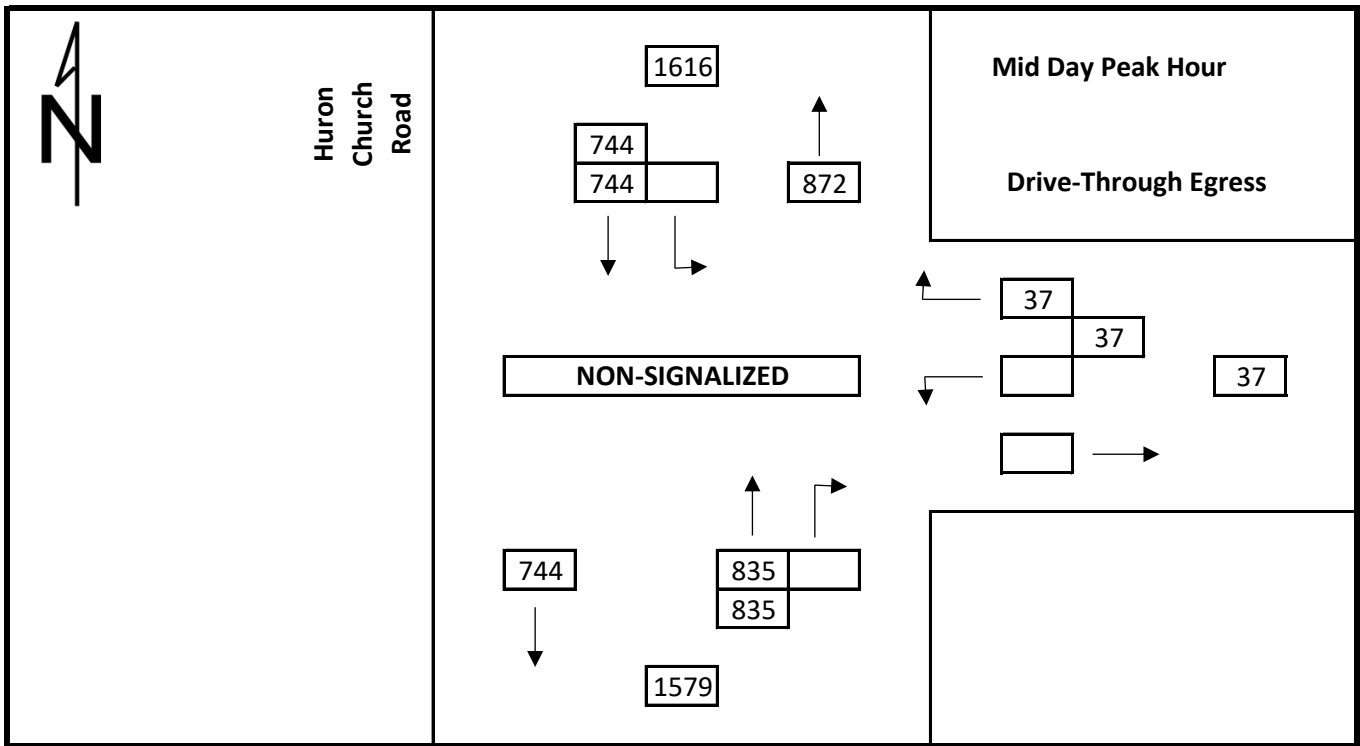 N
Huron
Church
Road
1616
Mid Day Peak Hour
744
744
872
Drive-Through Egress
37
37
NON-SIGNALIZED
37
744
835
835
1579